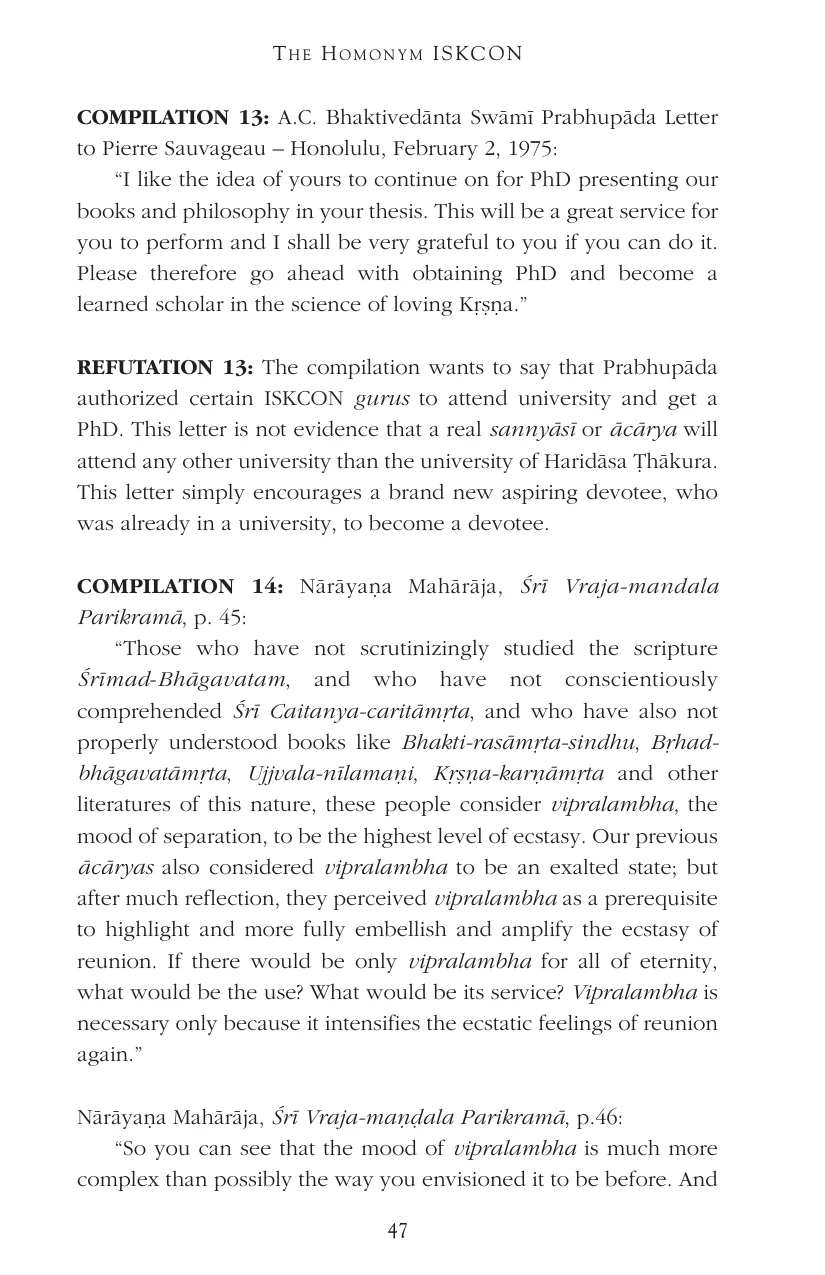 THE HOMONYM ISKCON
COMPILATION 13: A.C. Bhaktivedānta Swāmī Prabhupāda Letter
to Pierre Sauvageau – Honolulu, February 2, 1975:
“I like the idea of yours to continue on for PhD presenting our
books and philosophy in your thesis. This will be a great service for
you to perform and I shall be very grateful to you if you can do it.
Please therefore go ahead with obtaining PhD and become a
learned scholar in the science of loving Kṛṣṇa.”
REFUTATION 13: The compilation wants to say that Prabhupāda
authorized certain ISKCON gurus to attend university and get a
PhD. This letter is not evidence that a real sannyāsī or ācārya will
attend any other university than the university of Haridāsa Ṭhākura.
This letter simply encourages a brand new aspiring devotee, who
was already in a university, to become a devotee.
COMPILATION 14: Nārāyaṇa Mahārāja, Śrī Vraja-mandala
Parikramā, p. 45:
“Those who have not scrutinizingly studied the scripture
Śrīmad-Bhāgavatam, and who have not conscientiously
comprehended Śrī Caitanya-caritāmṛta, and who have also not
properly understood books like Bhakti-rasāmṛta-sindhu, Bṛhad-
bhāgavatāmṛta, Ujjvala-nīlamaṇi, Kṛṣṇa-karṇāmṛta and other
literatures of this nature, these people consider vipralambha, the
mood of separation, to be the highest level of ecstasy. Our previous
ācāryas also considered vipralambha to be an exalted state; but
after much reflection, they perceived vipralambha as a prerequisite
to highlight and more fully embellish and amplify the ecstasy of
reunion. If there would be only vipralambha for all of eternity,
what would be the use? What would be its service? Vipralambha is
necessary only because it intensifies the ecstatic feelings of reunion
again.”
Nārāyaṇa Mahārāja, Śrī Vraja-maṇḍala Parikramā, p.46:
“So you can see that the mood of vipralambha is much more
complex than possibly the way you envisioned it to be before. And
47